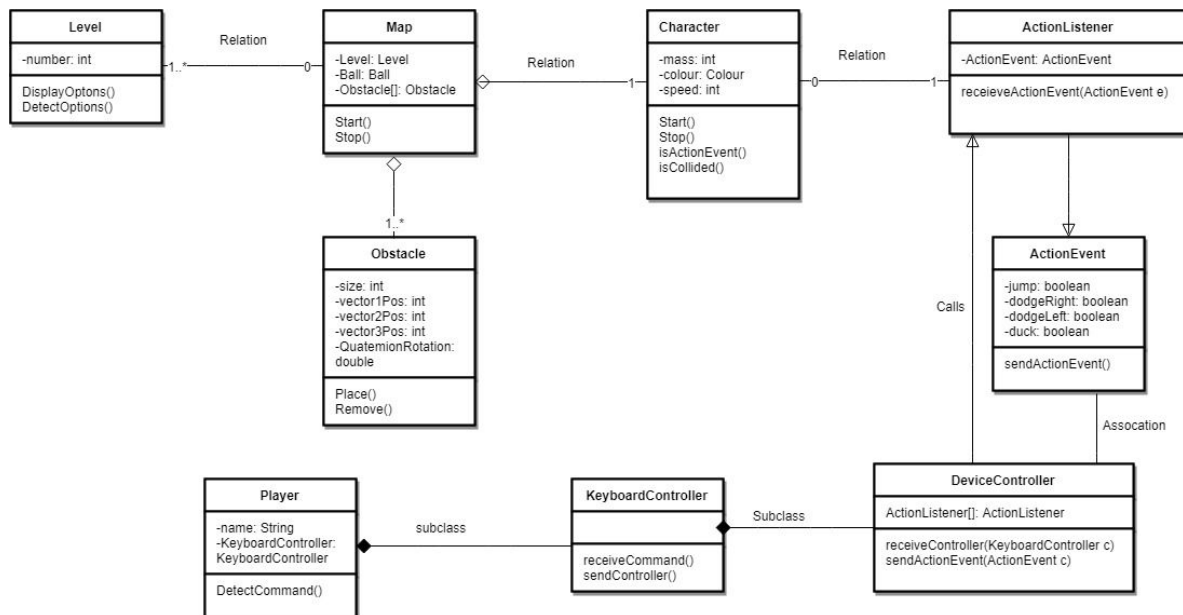 Level
-number: int
DisplayOptons()
DetectOptions()
Relation
1..*
0
Map
-Level: Level
-Ball: Ball
-Obstacle[]: Obstacle
Start()
Stop()
Relation
1
Character
-mass: int
-colour: Colour
-speed: int
Start()
Stop()
isActionEvent()
isCollided()
Relation
0
1
ActionListener
-ActionEvent: ActionEvent
receieveActionEvent(ActionEvent e)
1..*
Obstacle
-size: int
-vector1Pos: int
-vector2Pos: int
-vector3Pos: int
-QuaternionRotation:
double
Place()
Remove()
Calls
ActionEvent
-jump: boolean
-dodgeRight: boolean
-dodgeLeft: boolean
-duck: boolean
sendActionEvent()
Assocation
Player
-name: String
-KeyboardController:
KeyboardController
DetectCommand()
subclass
KeyboardController
receiveCommand()
sendController()
Subclass
DeviceController
ActionListener[]: ActionListener
receiveController(KeyboardController c)
sendActionEvent(ActionEvent c)